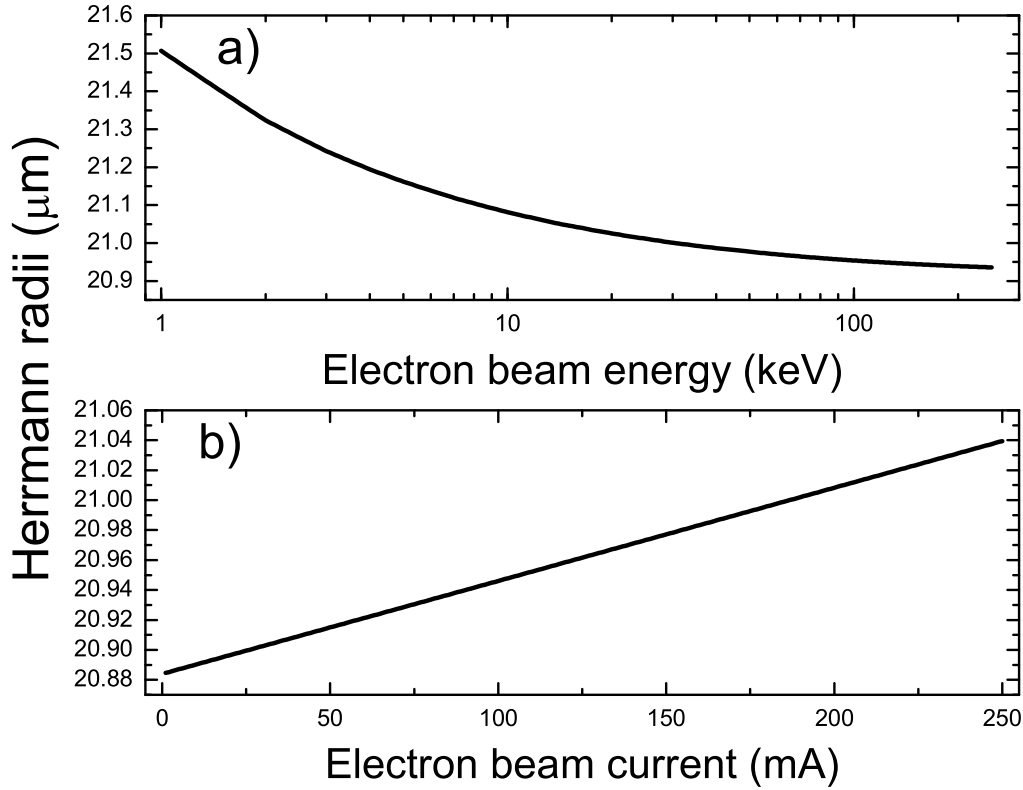 Herrmann radii (μm)
a)
21.6
21.5
21.4
21.3
21.2
21.1
21.0
20.9
1 10 100
Electron beam energy (keV)
b)
21.06
21.04
21.02
21.00
20.98
20.96
20.94
20.92
20.90
20.88
0 50 100 150 200 250
Electron beam current (mA)